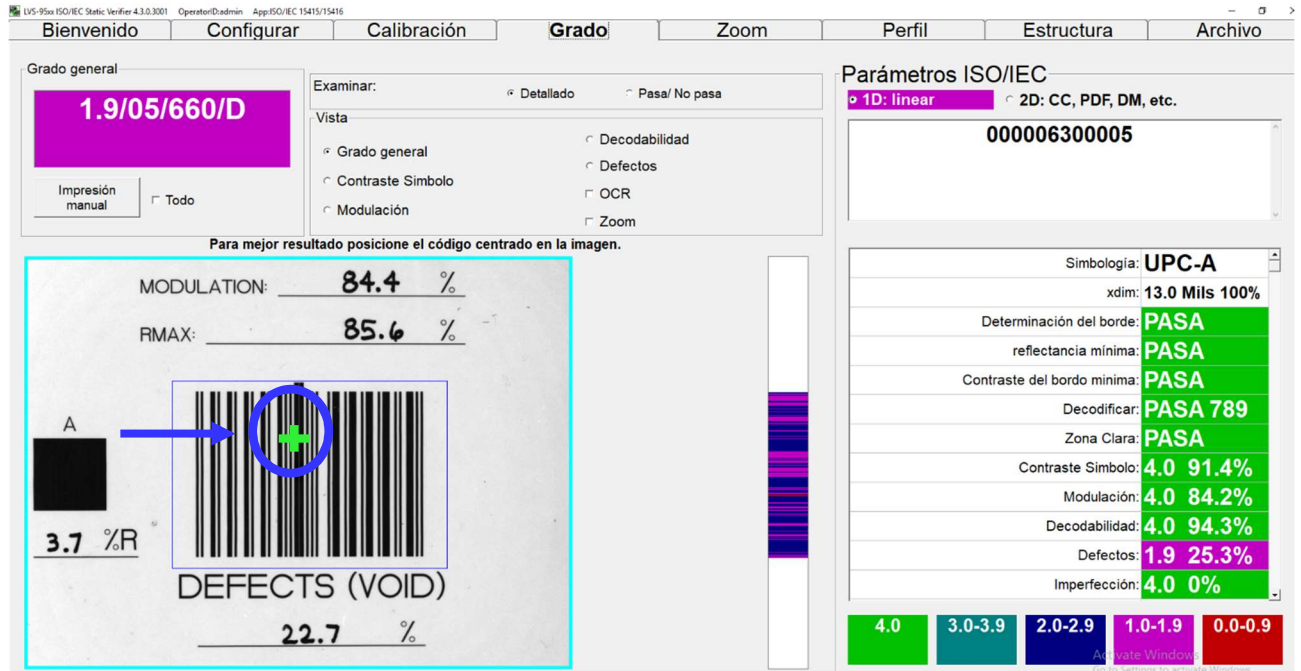 LVS-95xx ISO/IEC Static Verifier 4.3.0.3001 OperatorID:admin App:ISO/IEC 15415/15416
Bienvenido Configurar Calibración Grado Zoom Perfil Estructura Archivo
Grado general
1.9/05/660/D
Impresión
manual
Todo
Examinar:
Detallado
Pasa/ No pasa
Vista
Grado general
Contraste Simbolo
Modulación
Decodabilidad
Defectos
OCR
Zoom
Para mejor resultado posicione el código centrado en la imagen.
MODULATION: 84.4 %
RMAX: 85.6 %
A
3.7 %R
DEFECTS (VOID)
22.7 %
Parámetros ISO/IEC
1D: linear
2D: CC, PDF, DM, etc.
000006300005
Simbología: UPC-A
xdim: 13.0 Mils 100%
Determinación del borde: PASA
reflectancia mínima: PASA
Contraste del bordo minima: PASA
Decodificar: PASA 789
Zona Clara: PASA
Contraste Simbolo: 4.0 91.4%
Modulación: 4.0 84.2%
Decodabilidad: 4.0 94.3%
Defectos: 1.9 25.3%
Imperfección: 4.0 0%
4.0 3.0-3.9 2.0-2.9 1.0-1.9 0.0-0.9
Activate Windows
Go to Settings to activate Windows.